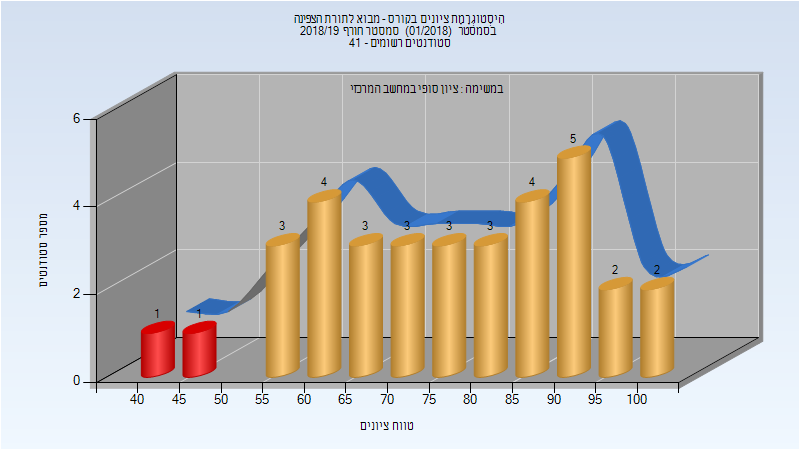 היסטוגרמת ציונים בקורס - מבוא לתורת הצפינה
בסמסטר (01/2018) סמסטר חורף 2018/19
סטודנטים רשומים - 41
במשימה : ציון סופי במחשב המרכזי
מספר סטודנטים
6
4
2
0
1
1
3
4
3
3
3
3
4
5
2
2
40 45 50 55 60 65 70 75 80 85 90 95 100
טווח ציונים